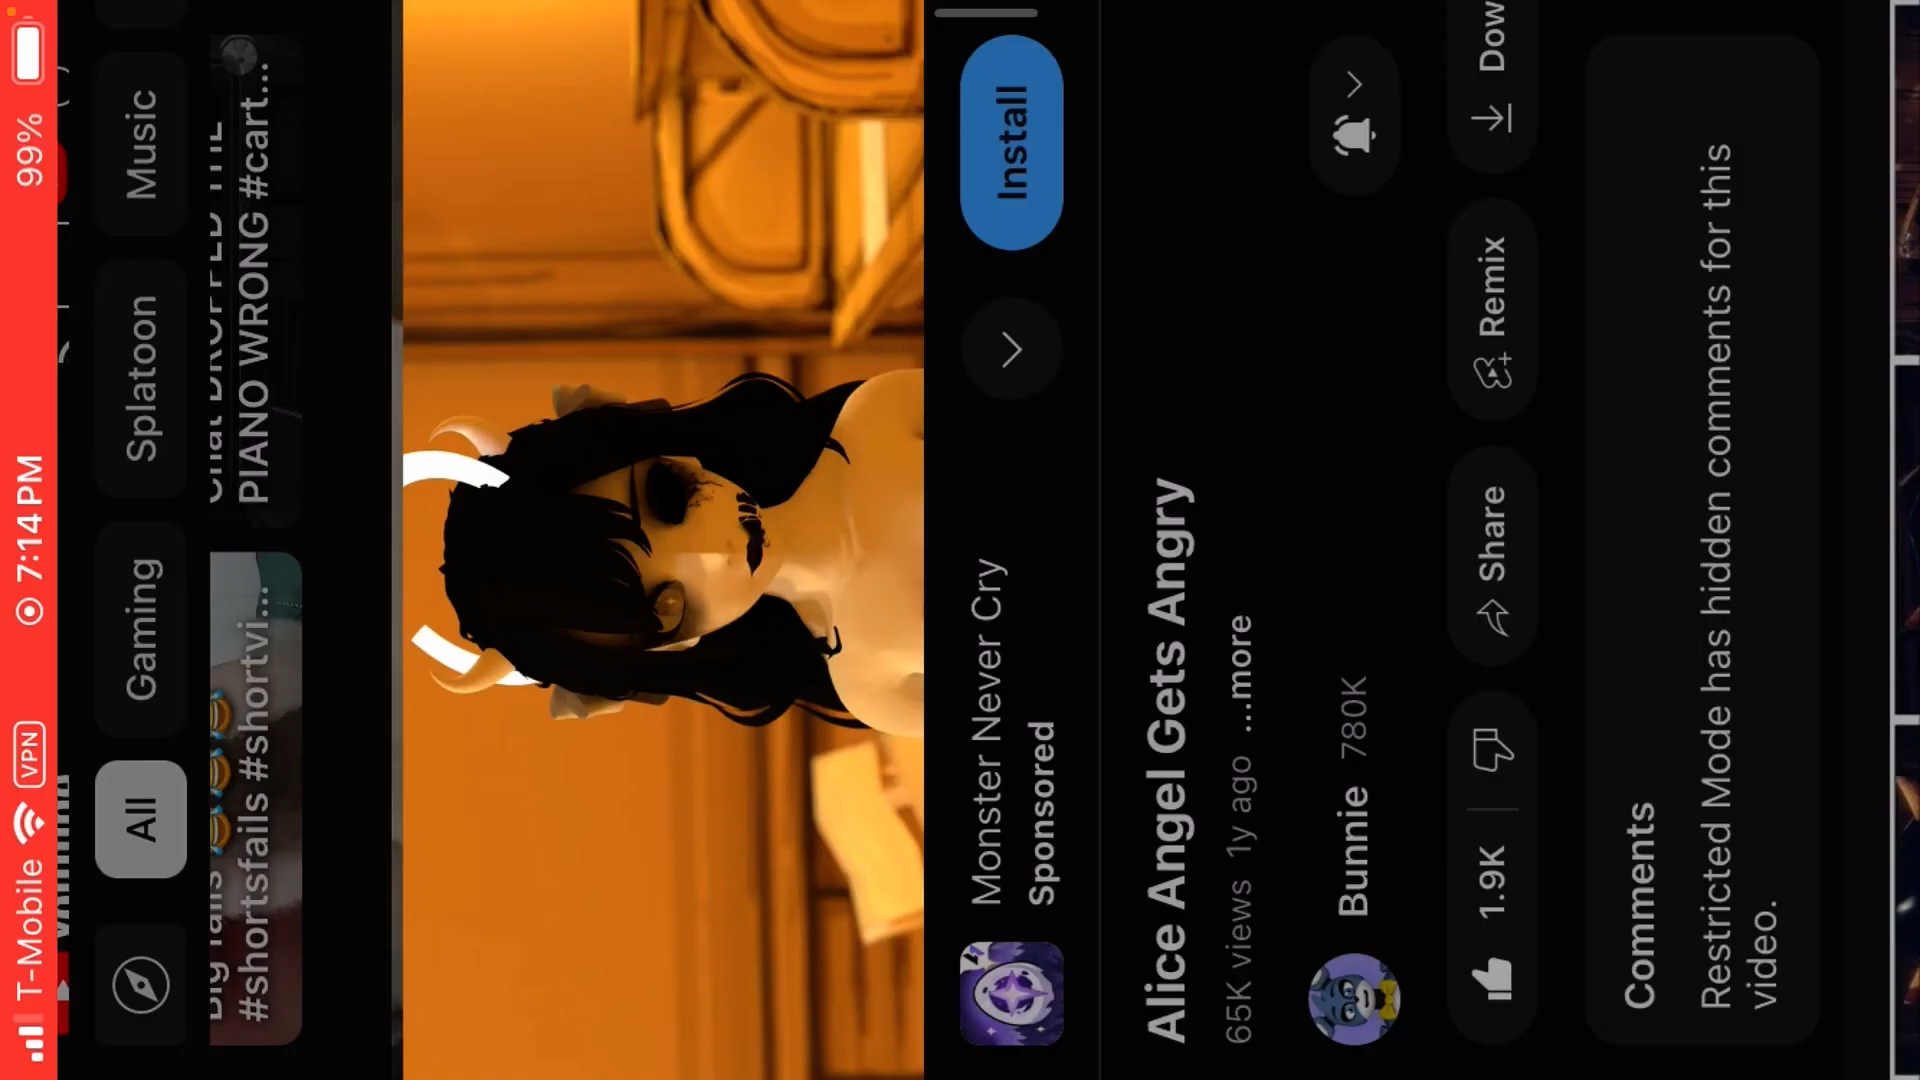 T-Mobile VPN 7:14 PM 99%
All Gaming Splatoon Music
#shortsfails #shortvi...
PIANO WRONG #cart...
Monster Never Cry
Sponsored
Install
Alice Angel Gets Angry
65K views 1y ago ...more
Bunnie 780K
1.9K Share Remix Dow
Comments
Restricted Mode has hidden comments for this
video.